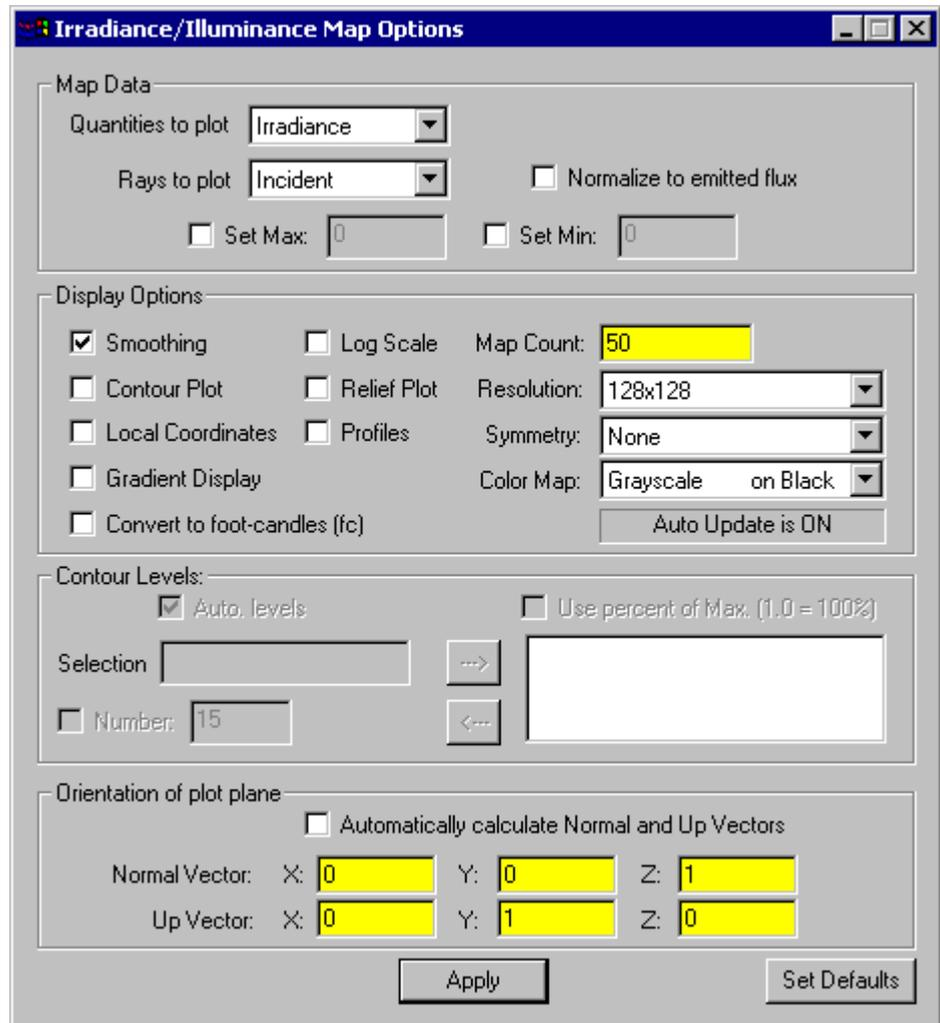 Irradiance/Illuminance Map Options
Map Data
Quantities to plot Irradiance
Rays to plot Incident Normalize to emitted flux
Set Max: 0 Set Min: 0
Display Options
Smoothing Log Scale Map Count: 50
Contour Plot Relief Plot Resolution: 128x128
Local Coordinates Profiles Symmetry: None
Gradient Display Color Map: Grayscale on Black
Convert to foot-candles (fc) Auto Update is ON
Contour Levels:
Auto. levels Use percent of Max. (1.0 = 100%)
Selection --->
Number: 15 <---
Orientation of plot plane
Automatically calculate Normal and Up Vectors
Normal Vector: X: 0 Y: 0 Z: 1
Up Vector: X: 0 Y: 1 Z: 0
Apply Set Defaults